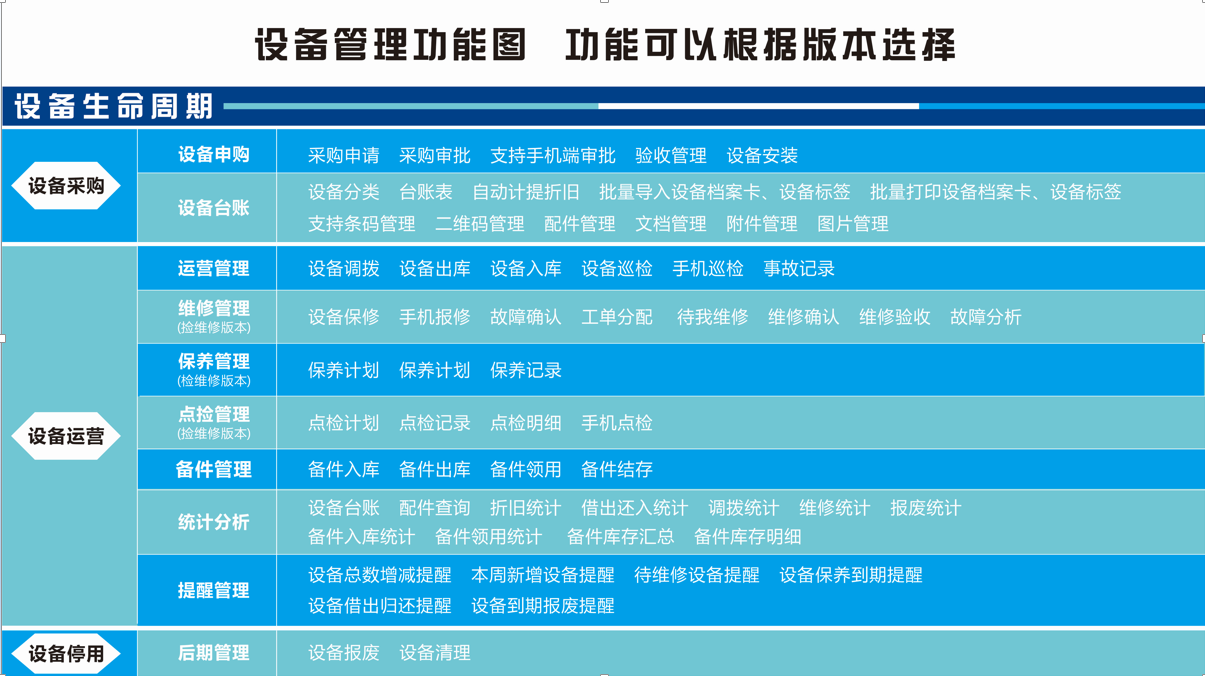 设备管理功能图 功能可以根据版本选择
设备生命周期
设备采购
设备申购
采购申请 采购审批 支持手机端审批 验收管理 设备安装
设备台账
设备分类 台账表 自动计提折旧 批量导入设备档案卡、设备标签 批量打印设备档案卡、设备标签
支持条码管理 二维码管理 配件管理 文档管理 附件管理 图片管理
设备运营
运营管理
设备调拨 设备出库 设备入库 设备巡检 手机巡检 事故记录
维修管理
(捡维修版本)
设备保修 手机报修 故障确认 工单分配 待我维修 维修确认 维修验收 故障分析
保养管理
(检维修版本)
保养计划 保养计划 保养记录
点捡管理
(捡维修版本)
点检计划 点检记录 点检明细 手机点检
备件管理
备件入库 备件出库 备件领用 备件结存
统计分析
设备台账 配件查询 折旧统计 借出还入统计 调拨统计 维修统计 报废统计
备件入库统计 备件领用统计 备件库存汇总 备件库存明细
提醒管理
设备总数增减提醒 本周新增设备提醒 待维修设备提醒 设备保养到期提醒
设备借出归还提醒 设备到期报废提醒
设备停用
后期管理
设备报废 设备清理